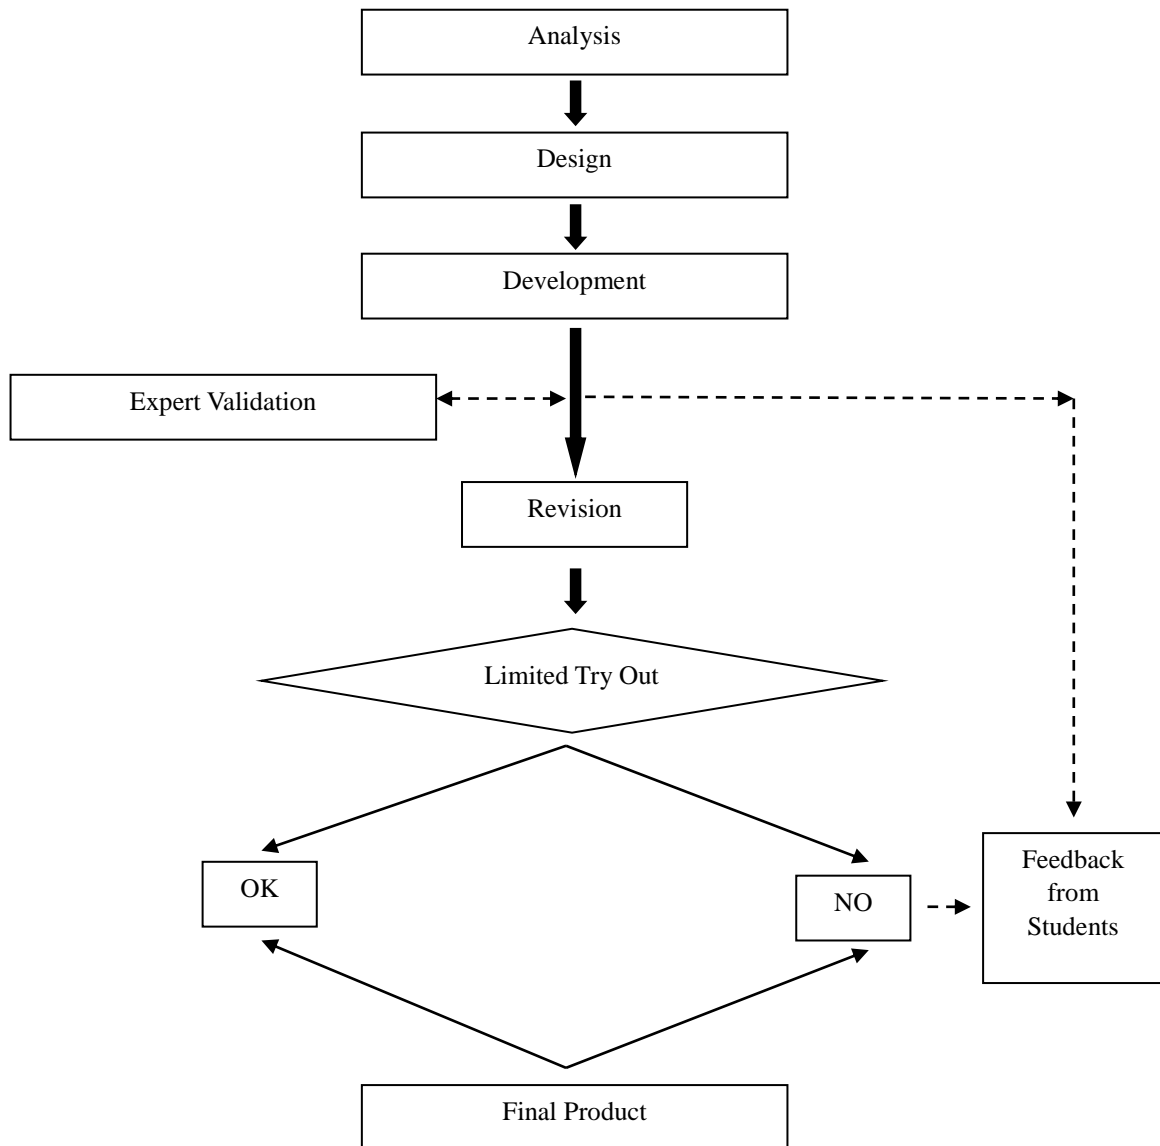 Analysis
Design
Development
Expert Validation
Revision
Limited Try Out
OK
NO
Feedback
from
Students
Final Product